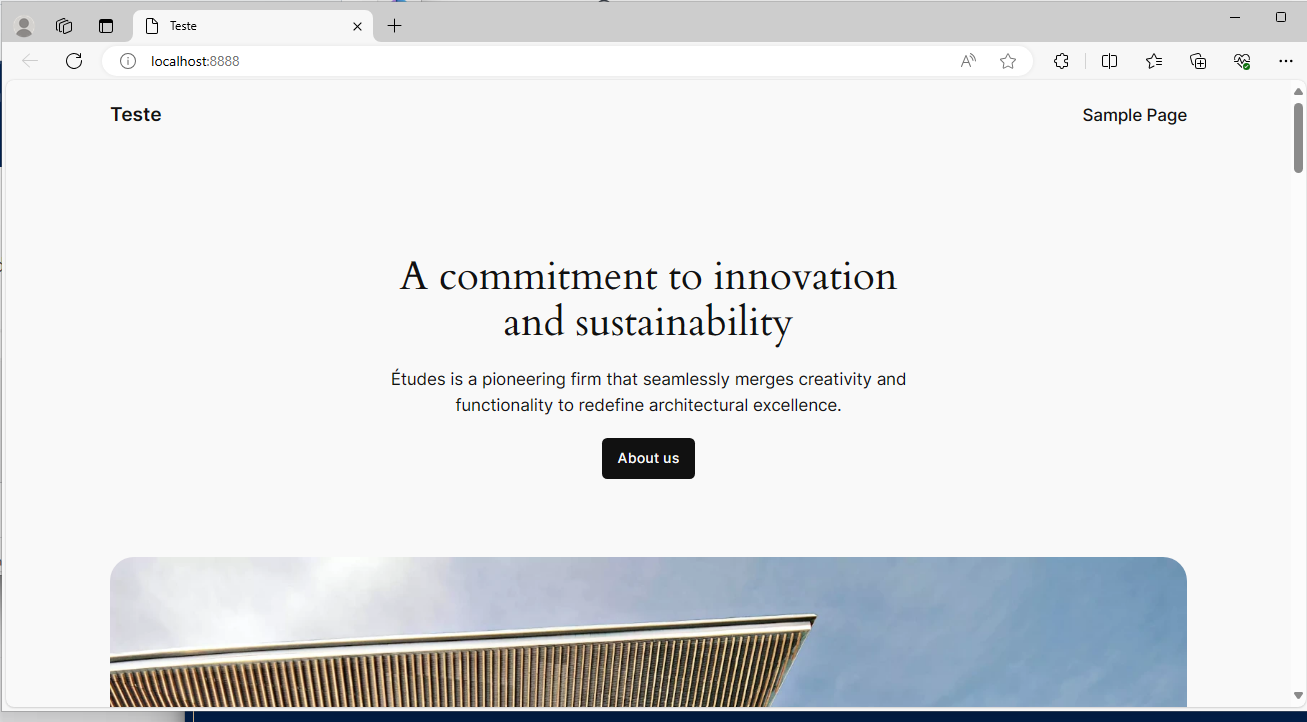 Teste
localhost:8888
Teste
Sample Page
A commitment to innovation
and sustainability
Études is a pioneering firm that seamlessly merges creativity and
functionality to redefine architectural excellence.
About us